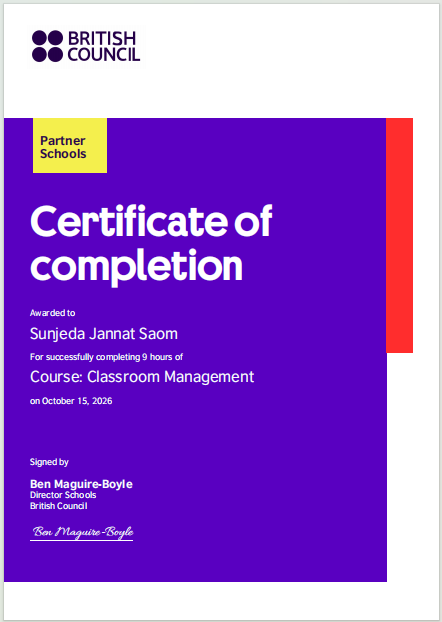 BRITISH
COUNCIL
Partner
Schools
Certificate of
completion
Awarded to
Sunjeda Jannat Saom
For successfully completing 9 hours of
Course: Classroom Management
on October 15, 2026
Signed by
Ben Maguire-Boyle
Director Schools
British Council
Ben Maguire-Boyle